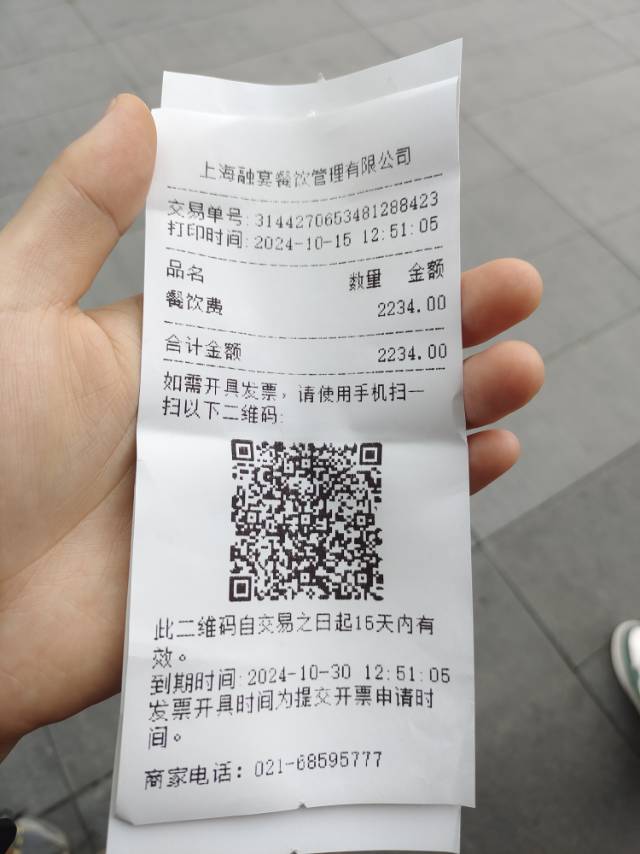 上海融宴餐饮管理有限公司
交易单号:3144270653481288423
打印时间:2024-10-15 12:51:05
品名 数量 金额
餐饮费 2234.00
合计金额 2234.00
如需开具发票，请使用手机扫一
扫以下二维码:
此二维码自交易之日起15天内有
效。
到期时间:2024-10-30 12:51:05
发票开具时间为提交开票申请时
间。
商家电话：021-68595777